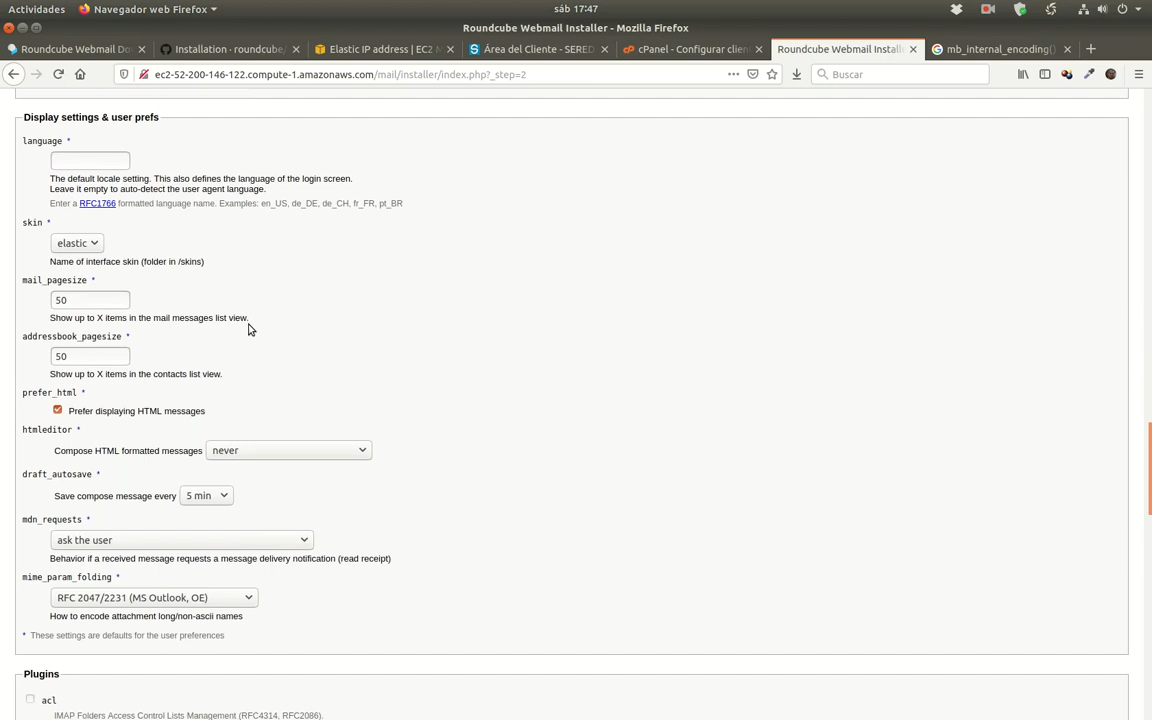 Actividades
Navegador web Firefox
sáb 17:47
Roundcube Webmail Installer - Mozilla Firefox
Roundcube Webmail Do
Installation · roundcube/
Elastic IP address | EC2 M
Área del Cliente - SERED
cPanel - Configurar clien
Roundcube Webmail Install
mb_internal_encoding()
ec2-52-200-146-122.compute-1.amazonaws.com/mail/installer/index.php?_step=2
Buscar
Display settings & user prefs
language *
The default locale setting. This also defines the language of the login screen.
Leave it empty to auto-detect the user agent language.
Enter a RFC1766 formatted language name. Examples: en_US, de_DE, de_CH, fr_FR, pt_BR
skin *
elastic
Name of interface skin (folder in /skins)
mail_pagesize *
50
Show up to X items in the mail messages list view.
addressbook_pagesize *
50
Show up to X items in the contacts list view.
prefer_html *
Prefer displaying HTML messages
htmleditor *
Compose HTML formatted messages never
draft_autosave *
Save compose message every 5 min
mdn_requests *
ask the user
Behavior if a received message requests a message delivery notification (read receipt)
mime_param_folding *
RFC 2047/2231 (MS Outlook, OE)
How to encode attachment long/non-ascii names
* These settings are defaults for the user preferences
Plugins
acl
IMAP Folders Access Control Lists Management (RFC4314, RFC2086).